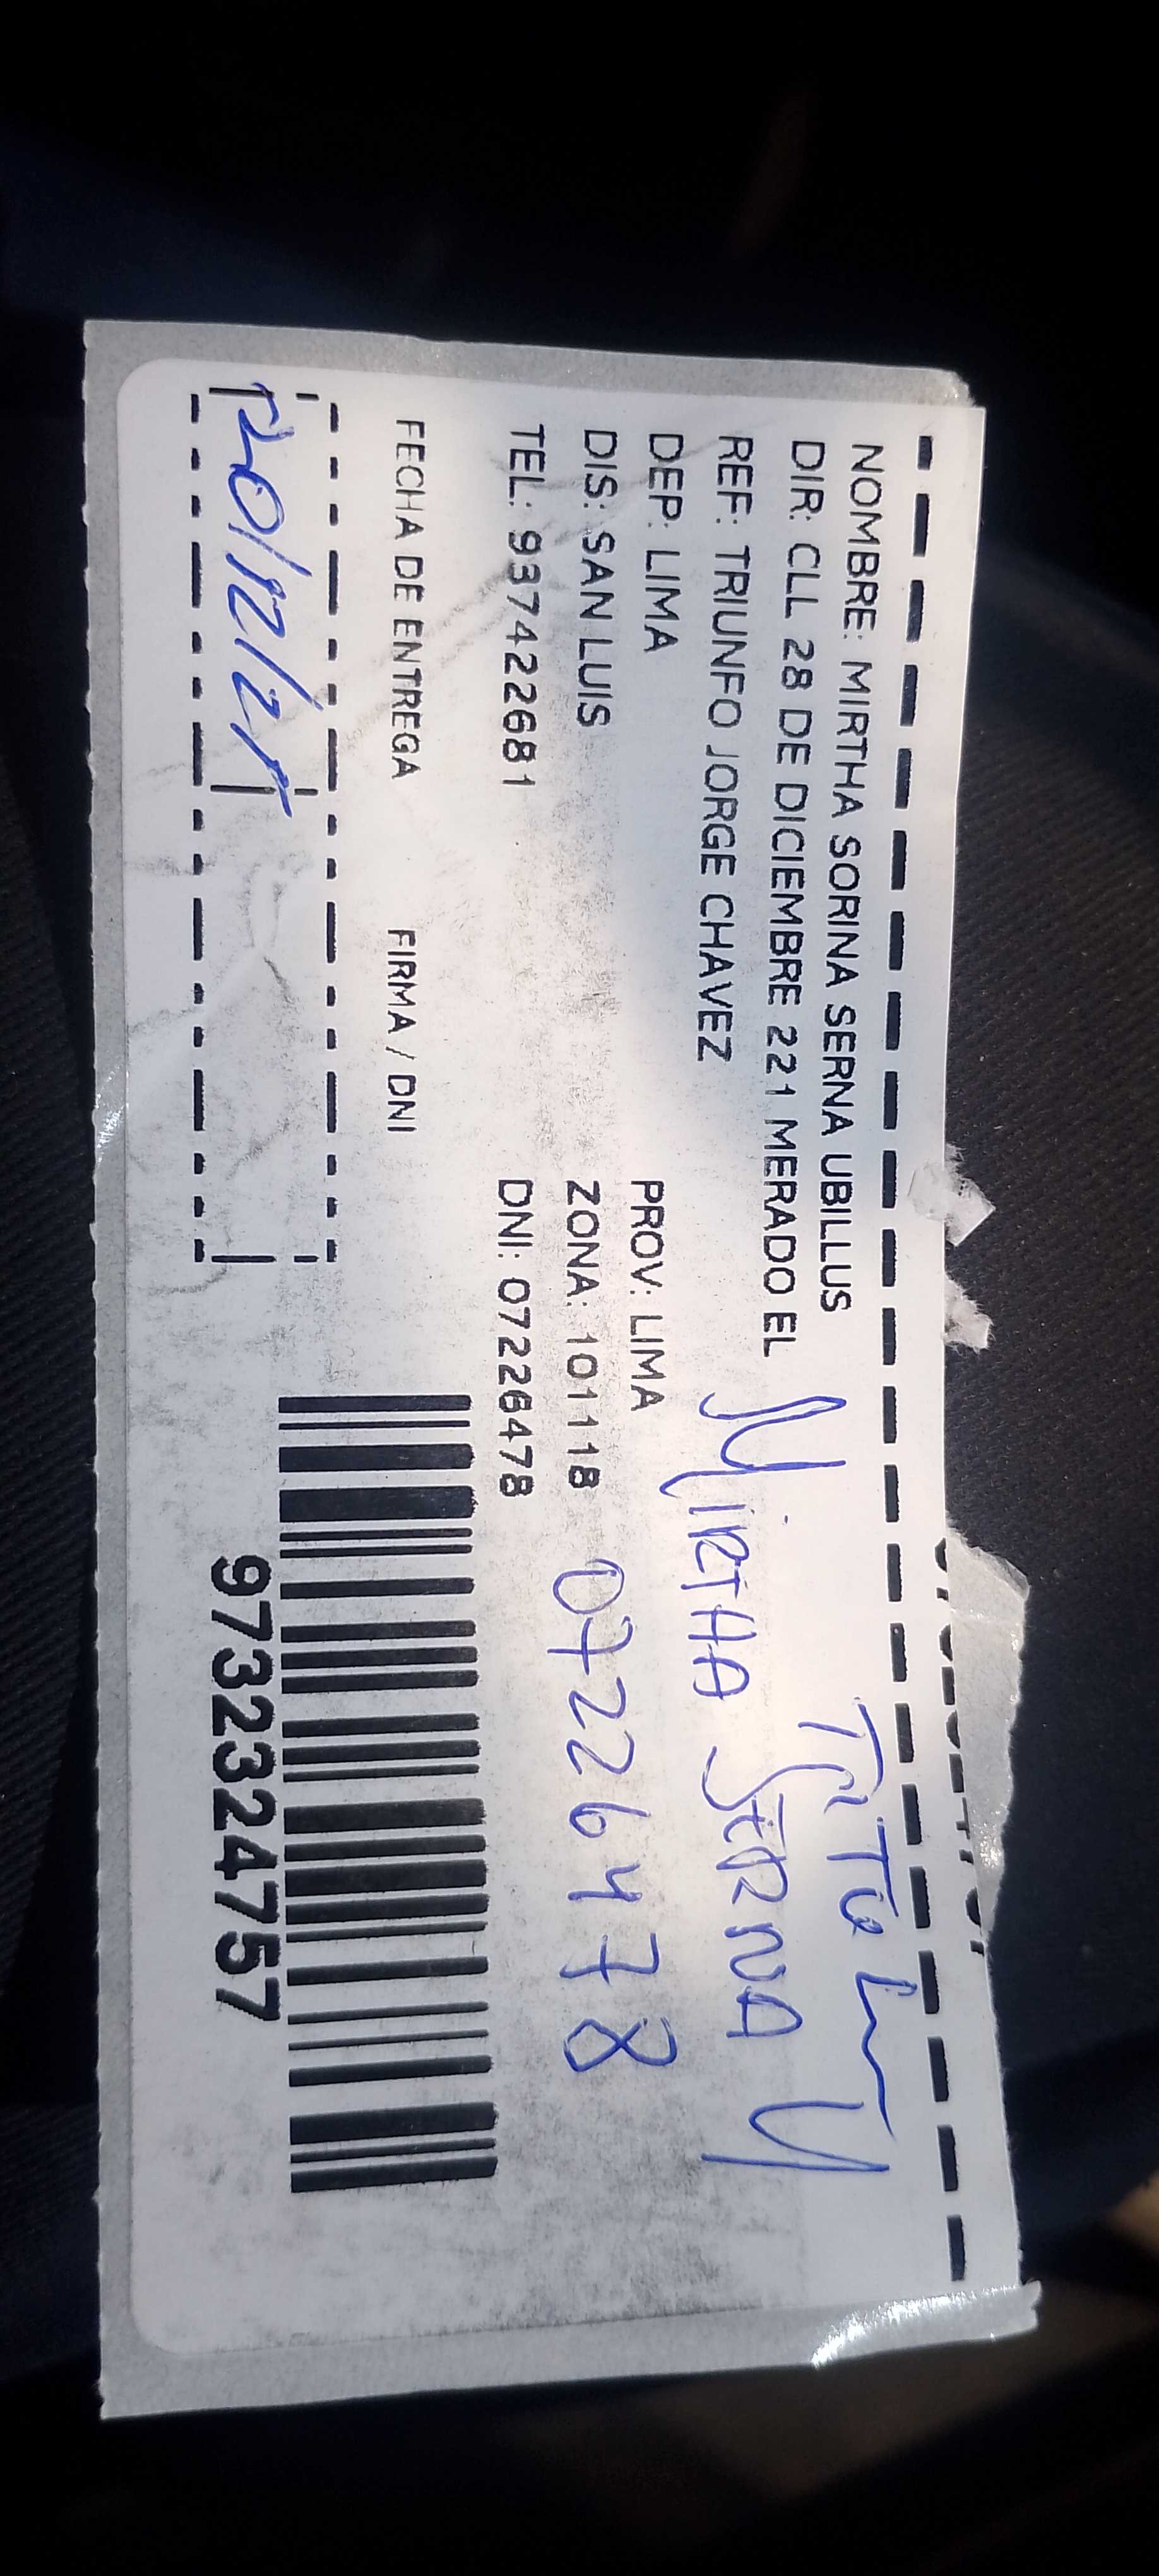 NOMBRE: MIRTHA SORINA SERNA UBILLUS
DIR: CLL 28 DE DICIEMBRE 221 MERADO EL
REF: TRIUNFO JORGE CHAVEZ
DEP: LIMA PROV: LIMA
DIS: SAN LUIS ZONA: 101118
TEL: 937422681 DNI: 07226478
FECHA DE ENTREGA FIRMA / DNI
9732324757
MIRTHA SERNA U
07226478